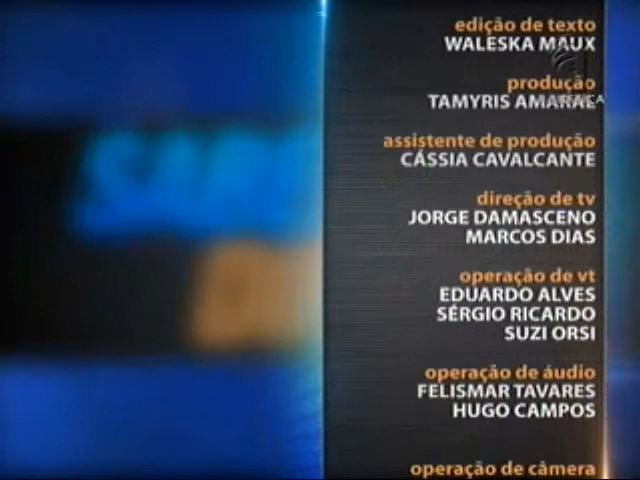 edição de texto
WALESKA MAUX
produção
TAMYRIS AMARAL
assistente de produção
CÁSSIA CAVALCANTE
direção de tv
JORGE DAMASCENO
MARCOS DIAS
operação de vt
EDUARDO ALVES
SÉRGIO RICARDO
SUZI ORSI
operação de áudio
FELISMAR TAVARES
HUGO CAMPOS
operação de câmera